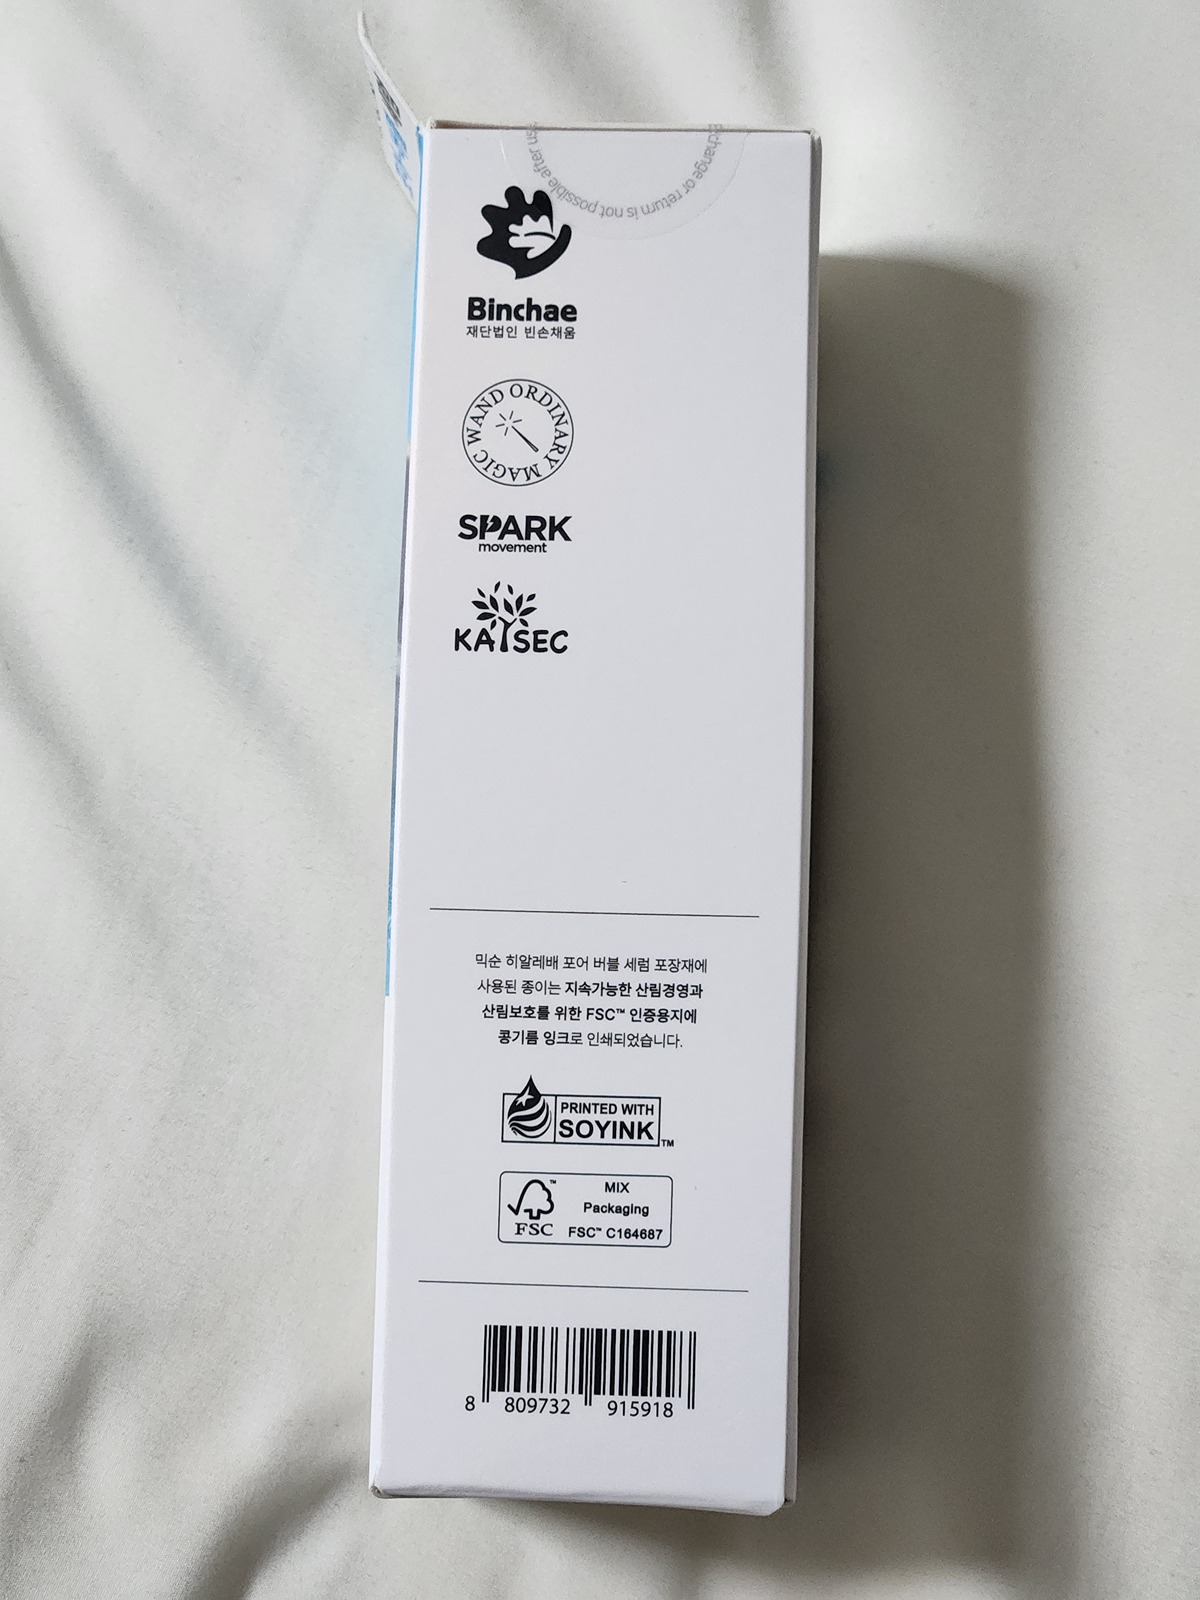 Exchange or return is not possible after
Binchae
재단법인 빈손채움
ORDINARY MAGIC WAND
SPARK
movement
KATSEC
믹순 히알레배 포어 버블 세럼 포장재에
사용된 종이는 지속가능한 산림경영과
산림보호를 위한 FSC™ 인증용지에
콩기름 잉크로 인쇄되었습니다.
PRINTED WITH
SOYINK™
MIX
Packaging
FSC™ C164687
FSC™
8 809732 915918